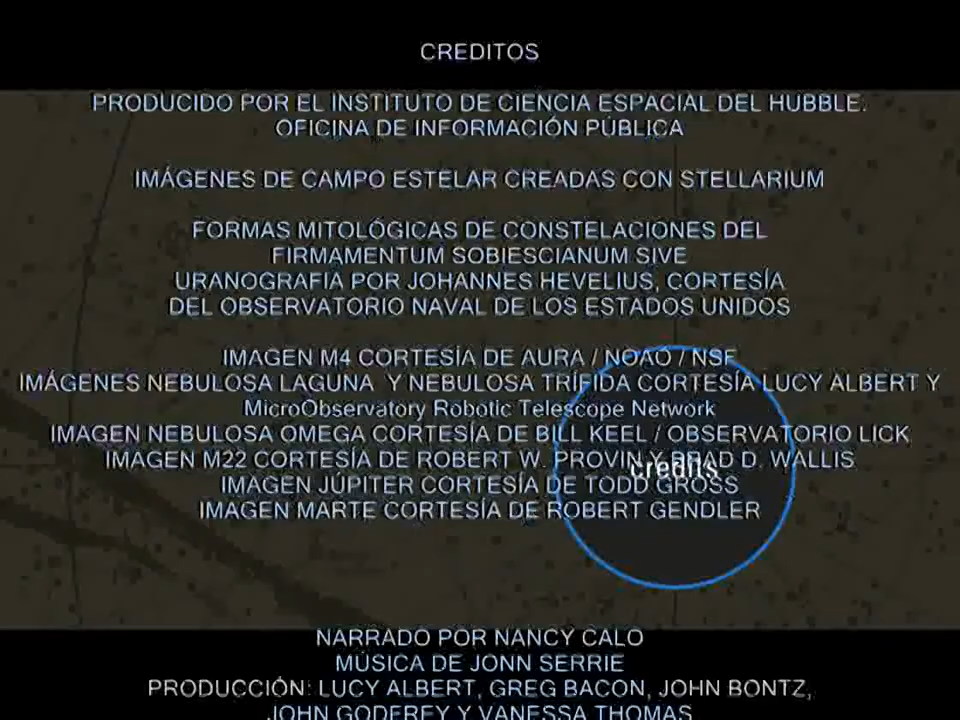 CREDITOS
PRODUCIDO POR EL INSTITUTO DE CIENCIA ESPACIAL DEL HUBBLE.
OFICINA DE INFORMACIÓN PÚBLICA
IMÁGENES DE CAMPO ESTELAR CREADAS CON STELLARIUM
FORMAS MITOLÓGICAS DE CONSTELACIONES DEL
FIRMAMENTUM SOBIESCIANUM SIVE
URANOGRAFIA POR JOHANNES HEVELIUS, CORTESÍA
DEL OBSERVATORIO NAVAL DE LOS ESTADOS UNIDOS
IMAGEN M4 CORTESÍA DE AURA / NOAO / NSF
IMÁGENES NEBULOSA LAGUNA Y NEBULOSA TRÍFIDA CORTESÍA LUCY ALBERT Y
MicroObservatory Robotic Telescope Network
IMAGEN NEBULOSA OMEGA CORTESÍA DE BILL KEEL / OBSERVATORIO LICK
IMAGEN M22 CORTESÍA DE ROBERT W. PROVIN Y BRAD D. WALLIS
credits
IMAGEN JÚPITER CORTESÍA DE TODD GROSS
IMAGEN MARTE CORTESÍA DE ROBERT GENDLER
NARRADO POR NANCY CALO
MÚSICA DE JONN SERRIE
PRODUCCIÓN: LUCY ALBERT, GREG BACON, JOHN BONTZ,
JOHN GODFREY Y VANESSA THOMAS